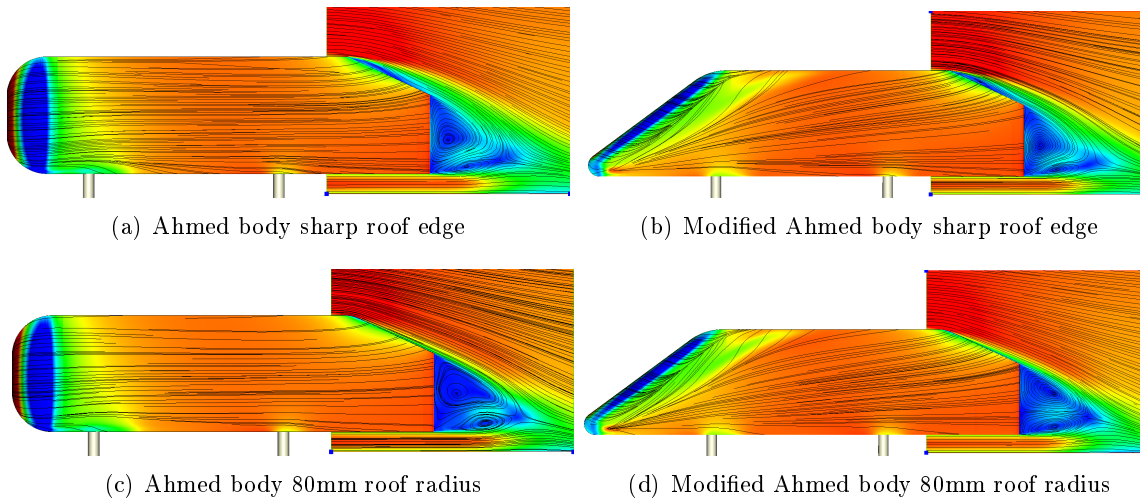 (a) Ahmed body sharp roof edge
(b) Modified Ahmed body sharp roof edge
(c) Ahmed body 80mm roof radius
(d) Modified Ahmed body 80mm roof radius